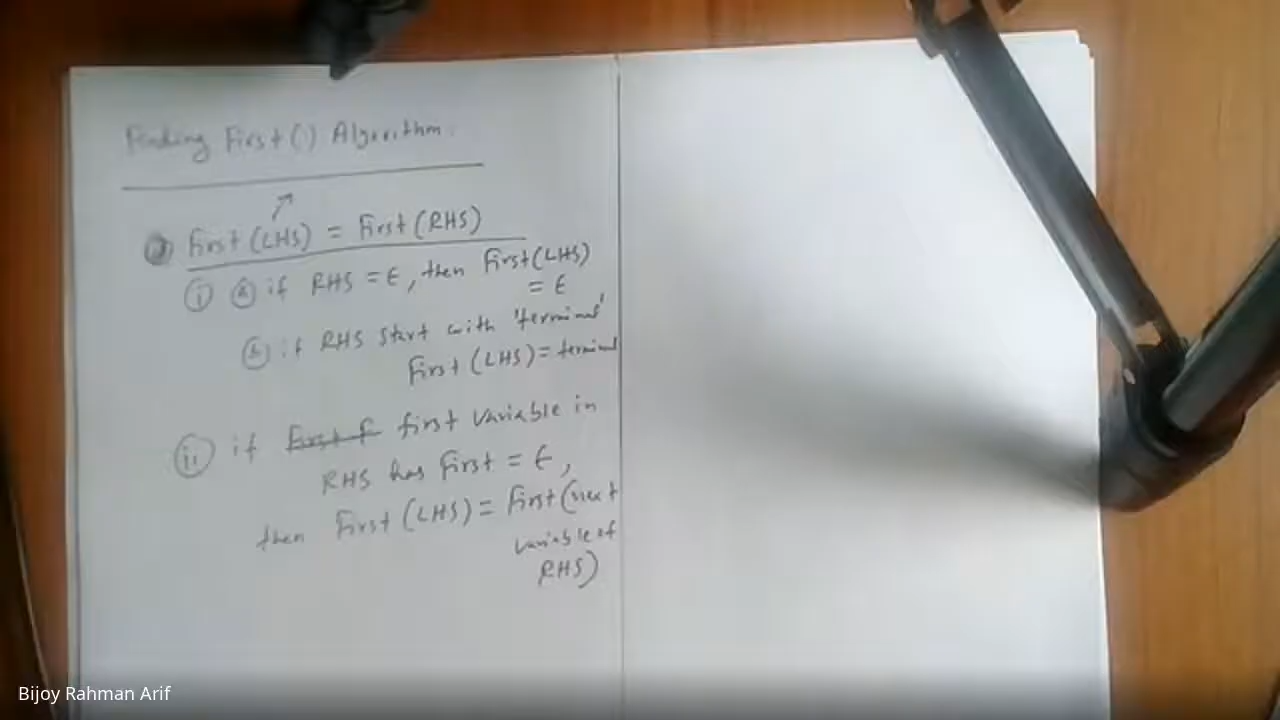 Finding First() Algorithm.
First (LHS) = First (RHS)
(i) (a) if RHS = ε, then First (LHS)
= ε
(b) if RHS start with 'terminal'
First (LHS) = terminal
(ii) if first variable in
RHS has First = ε,
then First (LHS) = First (next
variable of
RHS)
Bijoy Rahman Arif